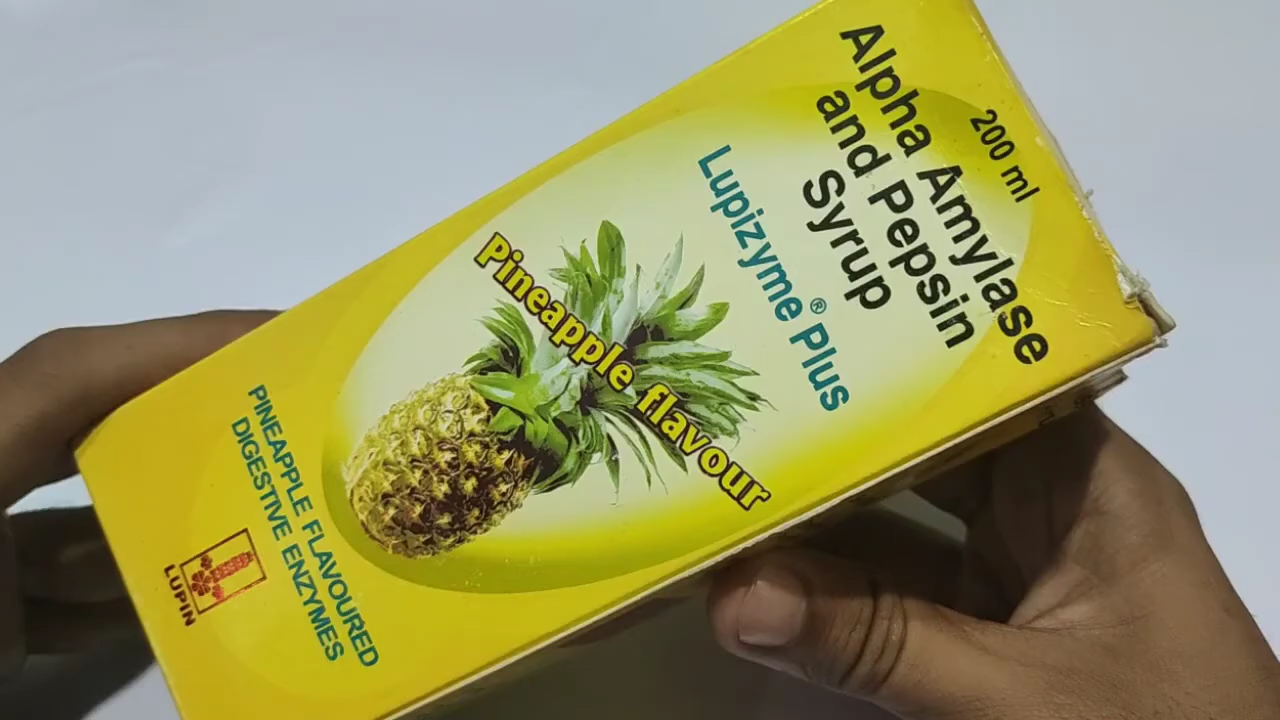 200 ml
Alpha Amylase
and Pepsin
Syrup
Lupizyme® Plus
Pineapple flavour
PINEAPPLE FLAVOURED
DIGESTIVE ENZYMES
LUPIN